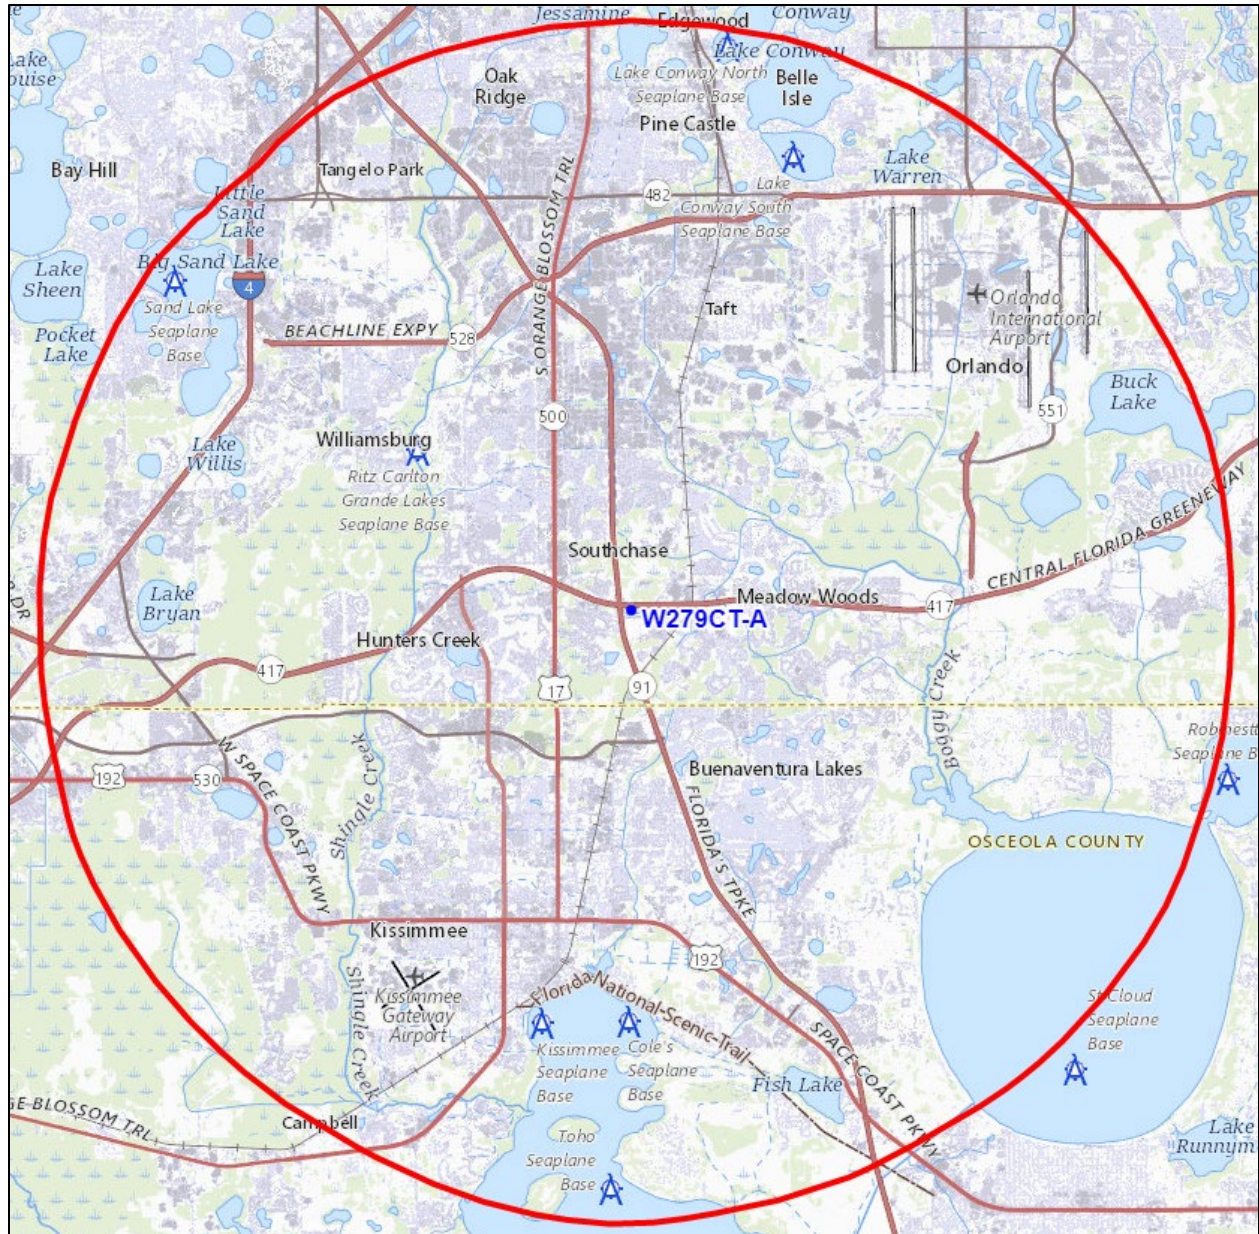 Jessamine
Edgewood
Conway
Lake
ouise
Lake Conway
Oak
Ridge
Lake Conway North
Seaplane Base
Belle
Isle
Pine Castle
Bay Hill
Tangelo Park
Lake
Warren
Little
Sand
Lake
S ORANGE BLOSSOM TRL
482
Lake
Conway South
Seaplane Base
Lake
Sheen
Big Sand Lake
4
Sand Lake
Seaplane
Base
Taft
Orlando
International
Airport
Pocket
Lake
BEACHLINE EXPY
528
Orlando
Buck
Lake
551
500
Williamsburg
Lake
Willis
Ritz Carlton
Grande Lakes
Seaplane Base
CENTRAL FLORIDA GREENEWAY
Southchase
Lake
Bryan
DR
Meadow Woods
417
W279CT-A
Hunters Creek
417
17
91
Boggy Creek
W SPACE COAST PKWY
Shingle Creek
192
530
Buenaventura Lakes
Seaplane B
FLORIDA'S TPKE
OSCEOLA COUNTY
Kissimmee
192
Kissimmee
Gateway
Airport
Shingle Creek
Florida National Scenic Trail
St Cloud
Seaplane
Base
Kissimmee
Seaplane
Base
Cole's
Seaplane
Base
SPACE COAST PKWY
Fish Lake
GE BLOSSOM TRL
Campbell
Toho
Seaplane
Base
Lake
Runnym